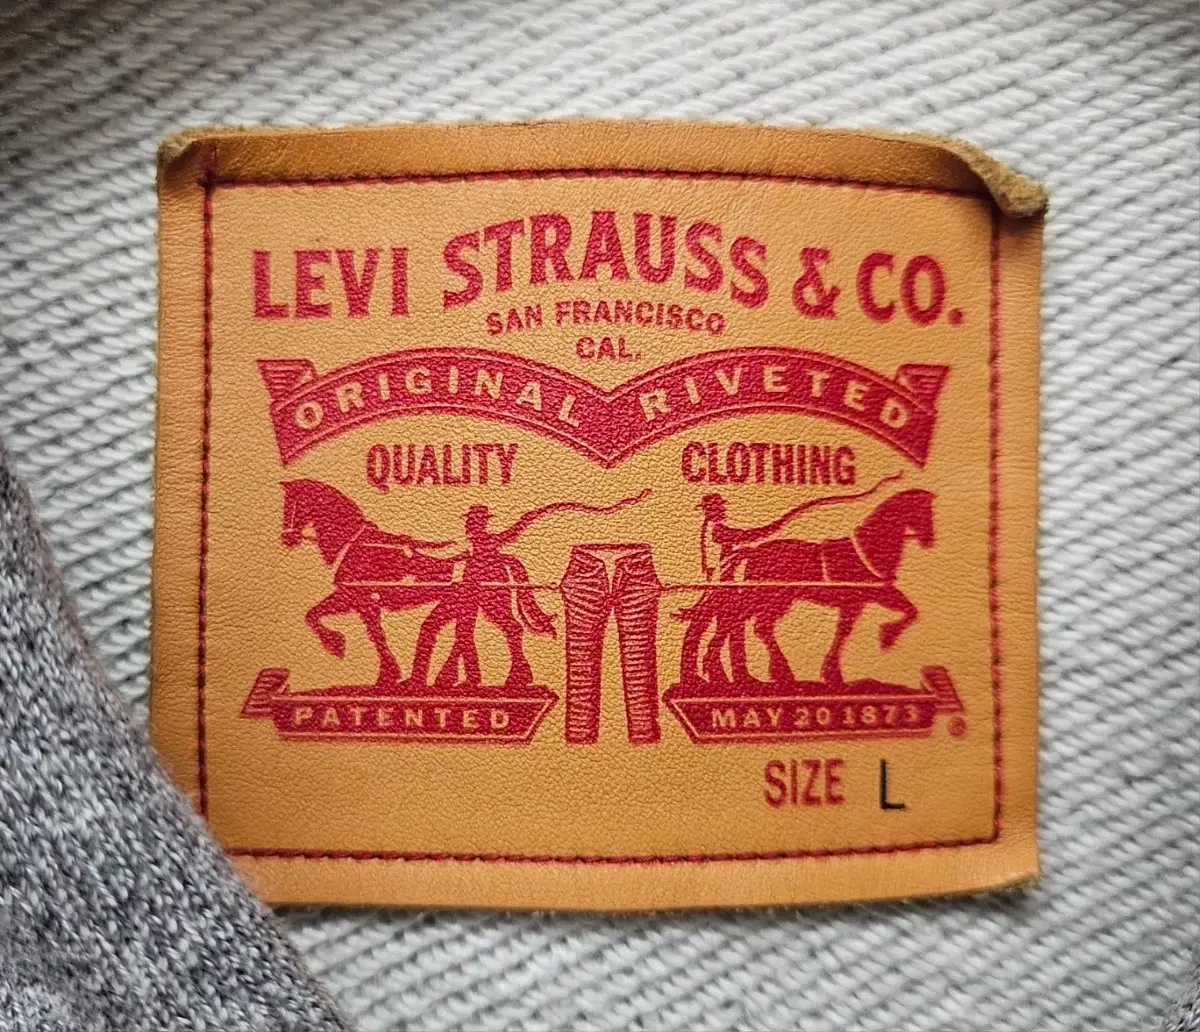 LEVI STRAUSS & CO.
SAN FRANCISCO
CAL.
ORIGINAL RIVETED
QUALITY CLOTHING
PATENTED MAY 20 1873
®
SIZE L